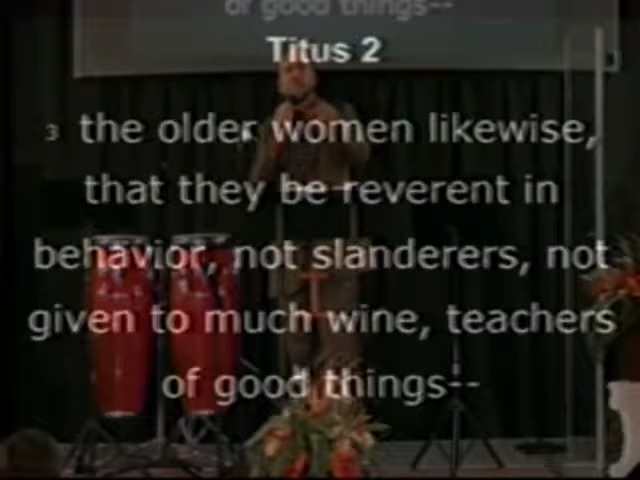 of good things--
Titus 2
3 the older women likewise,
that they be reverent in
behavior, not slanderers, not
given to much wine, teachers
of good things--